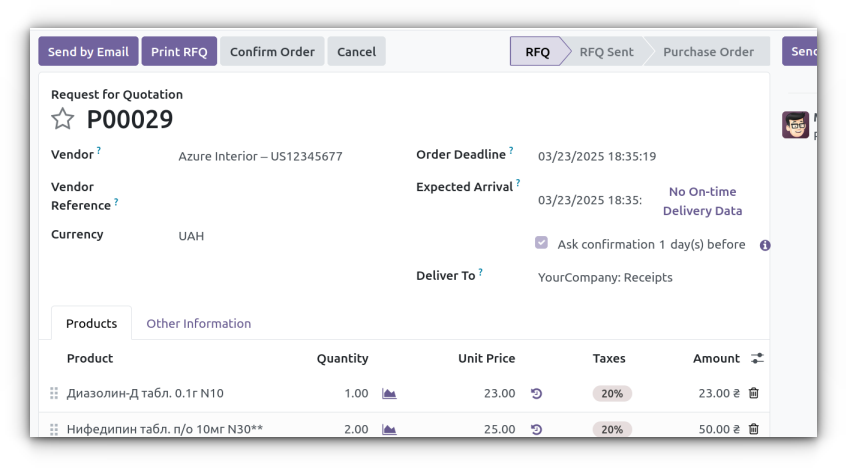 Send by Email Print RFQ Confirm Order Cancel RFQ RFQ Sent Purchase Order
Request for Quotation
P00029
Vendor ? Azure Interior – US12345677
Order Deadline ? 03/23/2025 18:35:19
Vendor Reference ?
Expected Arrival ? 03/23/2025 18:35: No On-time Delivery Data
Currency UAH
Ask confirmation 1 day(s) before
Deliver To ? YourCompany: Receipts
Products Other Information
Product Quantity Unit Price Taxes Amount
Диазолин-Д табл. 0.1г N10 1.00 23.00 20% 23.00 ₴
Нифедипин табл. п/о 10мг N30** 2.00 25.00 20% 50.00 ₴